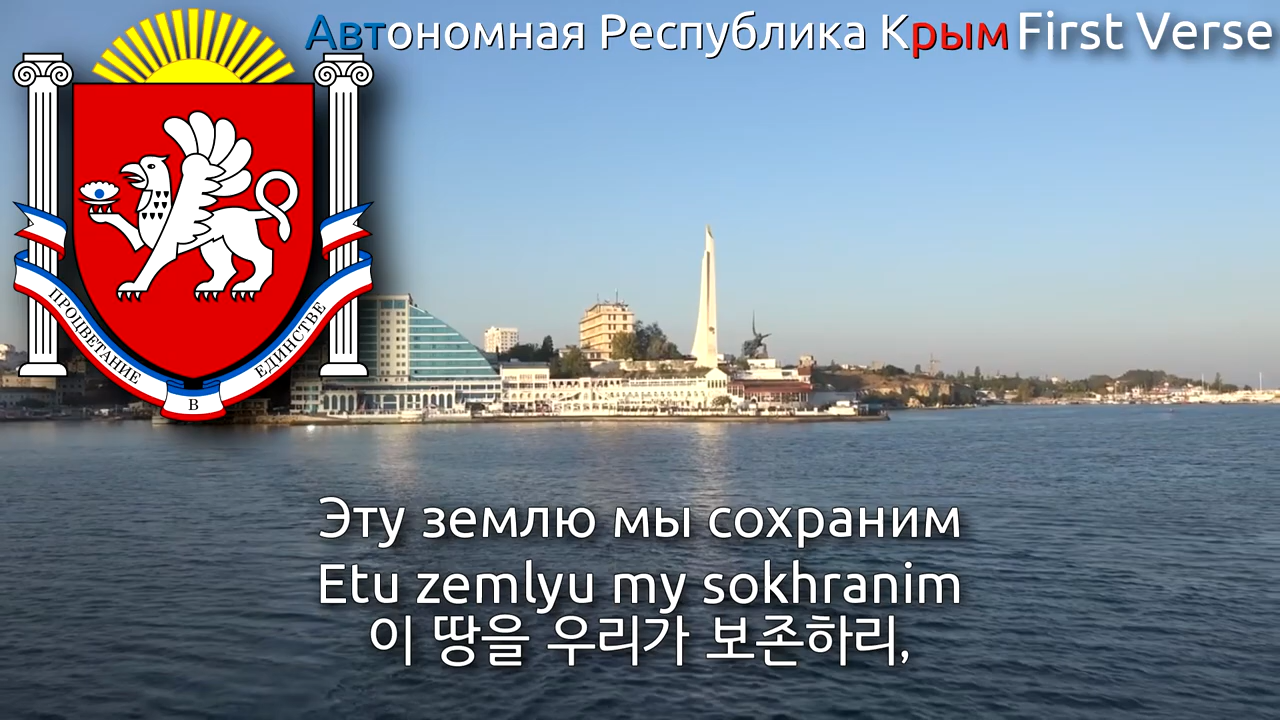 Автономная Республика Крым First Verse
ПРОЦВЕТАНИЕ В ЕДИНСТВЕ
Эту землю мы сохраним
Etu zemlyu my sokhranim
이 땅을 우리가 보존하리,